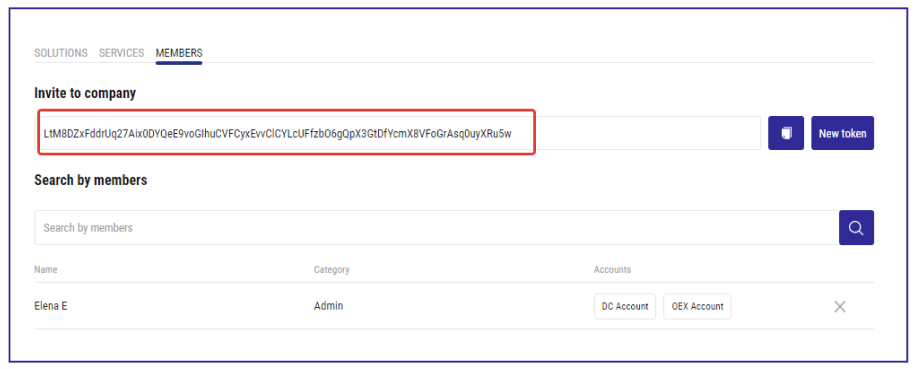 SOLUTIONS SERVICES MEMBERS
Invite to company
LtM8DZxFddrUq27Aix0DYQeE9voGIhuCVFCyxEvvClCYLcUFfzbO6gQpX3GtDfYcmX8VFoGrAsq0uyXRu5w
New token
Search by members
Search by members
Name Category Accounts
Elena E Admin DC Account OEX Account